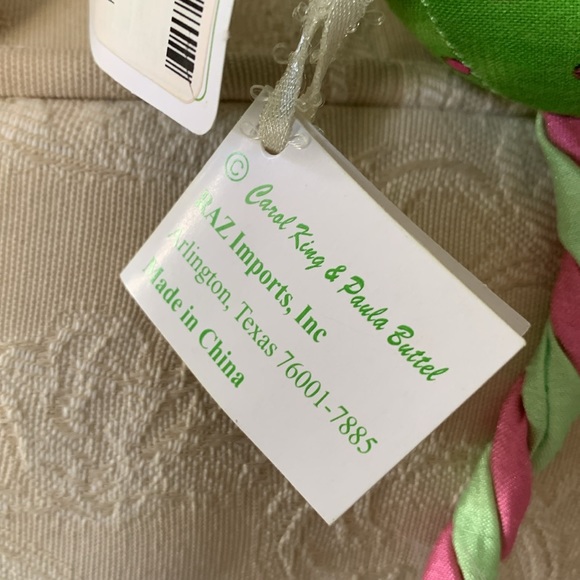 © Carol King & Paula Buttel
RAZ Imports, Inc
Arlington, Texas 76001-7885
Made in China